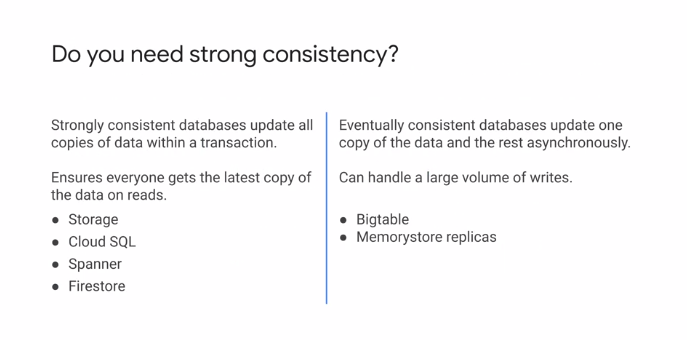 Do you need strong consistency?
Strongly consistent databases update all
copies of data within a transaction.
Ensures everyone gets the latest copy of
the data on reads.
● Storage
● Cloud SQL
● Spanner
● Firestore
Eventually consistent databases update one
copy of the data and the rest asynchronously.
Can handle a large volume of writes.
● Bigtable
● Memorystore replicas